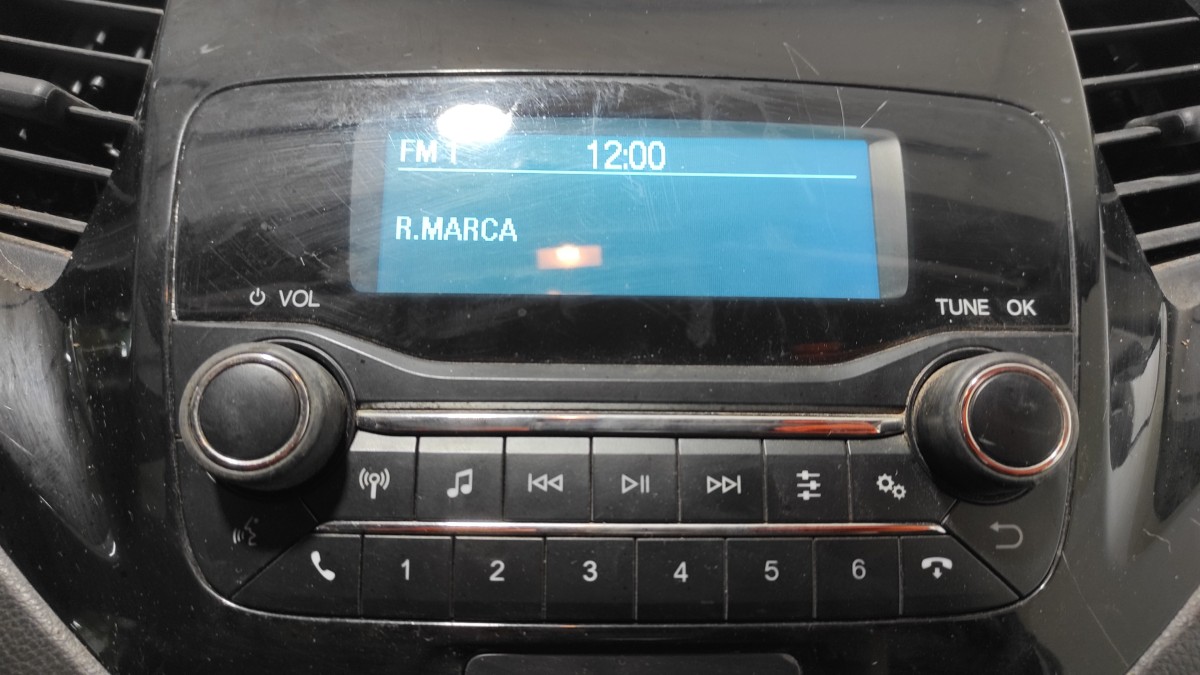 FM 1 12:00
R.MARCA
VOL
TUNE OK
1 2 3 4 5 6